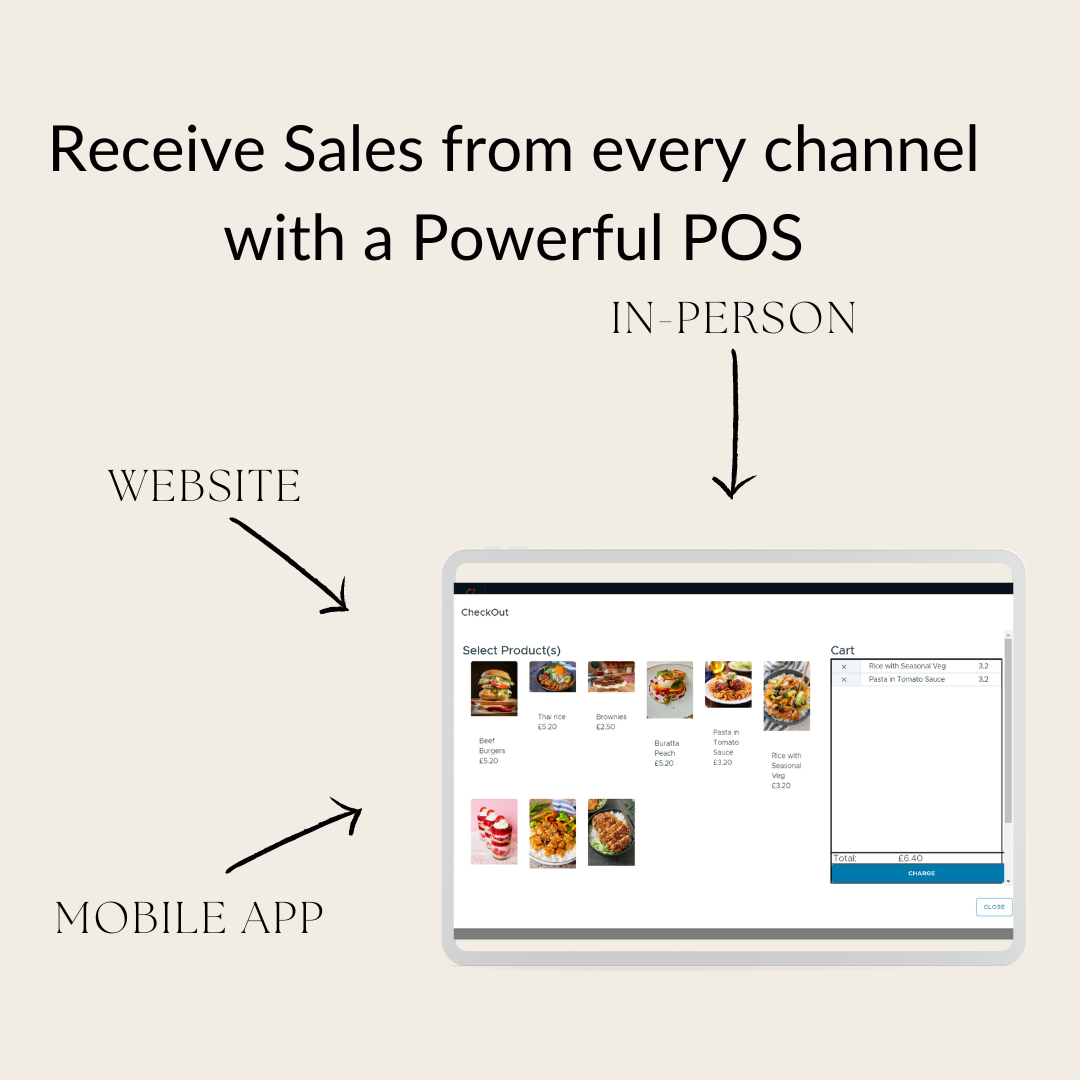 Receive Sales from every channel
with a Powerful POS
IN-PERSON
WEBSITE
MOBILE APP
CheckOut
Select Product(s)
Beef
Burgers
£5.20
Thai rice
£5.20
Brownies
£2.50
Buratta
Peach
£5.20
Pasta in
Tomato
Sauce
£3.20
Rice with
Seasonal
Veg
£3.20
Cart
× Rice with Seasonal Veg 3.2
× Pasta in Tomato Sauce 3.2
Total: £6.40
CHARGE
CLOSE